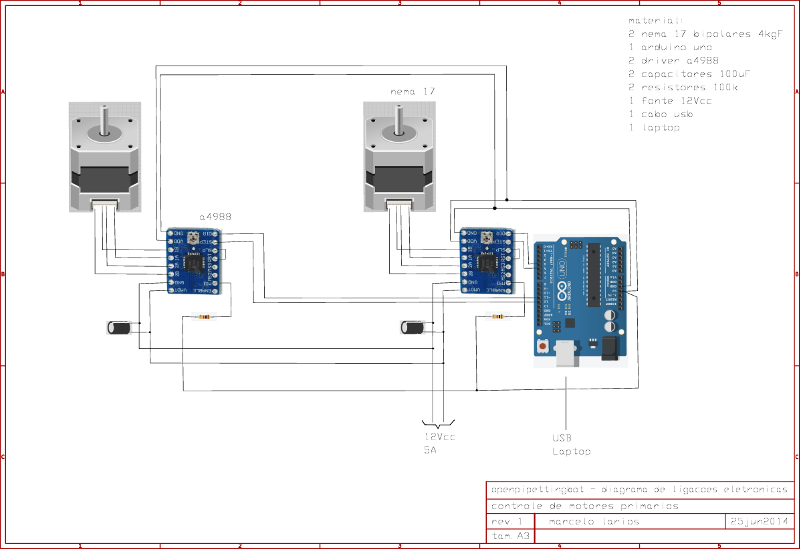 material:
2 nema 17 bipolares 4kgF
1 arduino uno
2 driver a4988
2 capacitores 100uF
2 resistores 100k
1 fonte 12Vcc
1 cabo usb
1 laptop
nema 17
a4988
12Vcc
5A
USB
Laptop
openpipettingbot - diagrama de ligacoes eletronicas
controle de motores primarios
rev. 1 marcelo larios 25jun2014
tam. A3